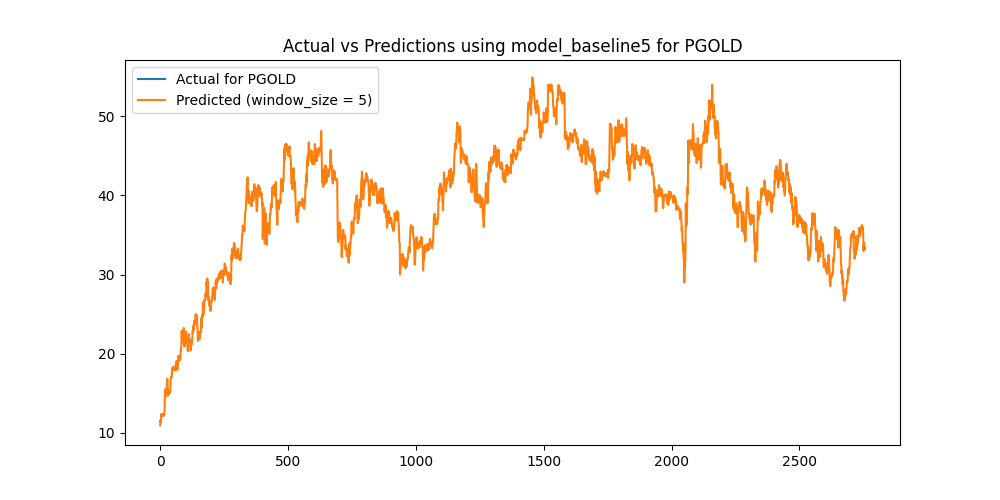 Actual vs Predictions using model_baseline5 for PGOLD
Actual for PGOLD
Predicted (window_size = 5)
50
40
30
20
10
0 500 1000 1500 2000 2500